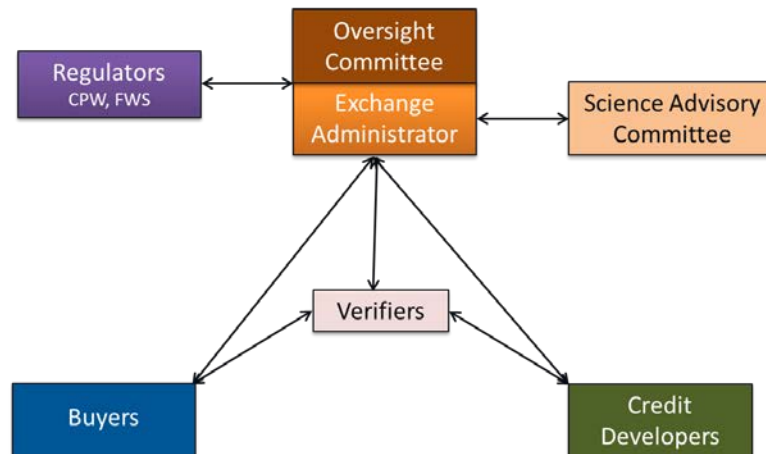 Oversight
Committee
Regulators
CPW, FWS
Exchange
Administrator
Science Advisory
Committee
Verifiers
Buyers
Credit
Developers